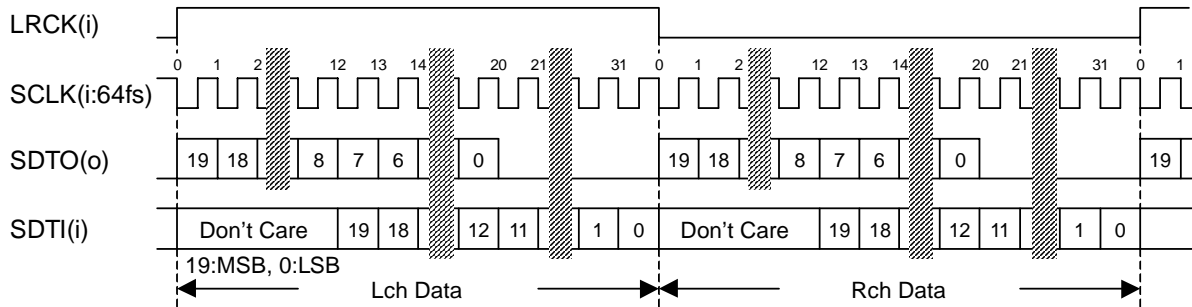 LRCK(i)
0 1 2 12 13 14 20 21 31 0 1 2 12 13 14 20 21 31 0 1
SCLK(i:64fs)
SDTO(o) 19 18 8 7 6 0 19 18 8 7 6 0 19
SDTI(i) Don't Care 19 18 12 11 1 0 Don't Care 19 18 12 11 1 0
19:MSB, 0:LSB
Lch Data Rch Data